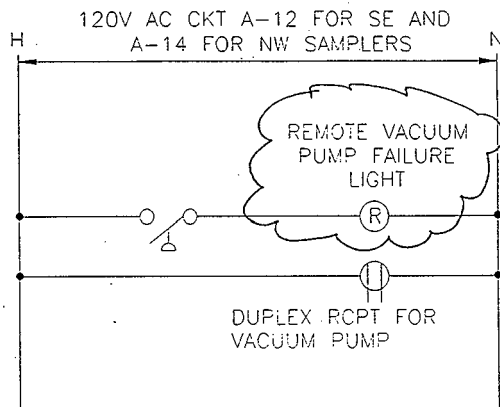 120V AC CKT A-12 FOR SE AND
A-14 FOR NW SAMPLERS
H
N
REMOTE VACUUM
PUMP FAILURE
LIGHT
R
DUPLEX RCPT FOR
VACUUM PUMP